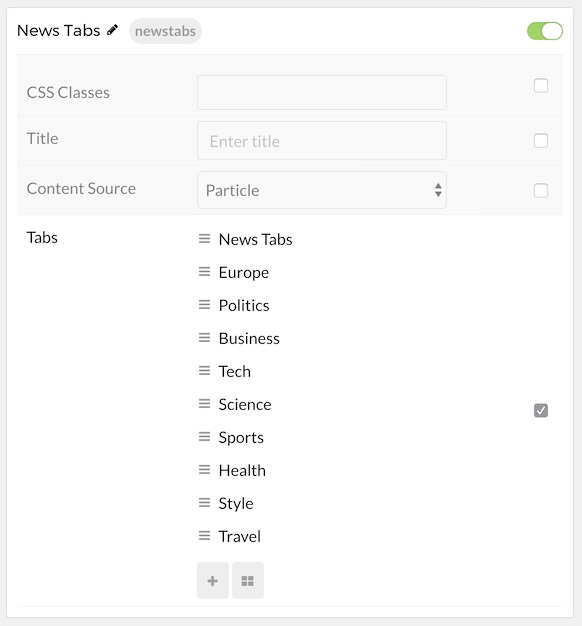 News Tabs newstabs
CSS Classes
Title Enter title
Content Source Particle
Tabs News Tabs
Europe
Politics
Business
Tech
Science
Sports
Health
Style
Travel